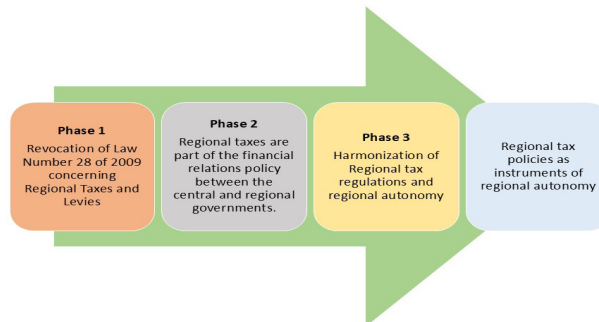 Phase 1
Revocation of Law
Number 28 of 2009
concerning
Regional Taxes and
Levies
Phase 2
Regional taxes are
part of the financial
relations policy
between the
central and regional
governments.
Phase 3
Harmonization of
Regional tax
regulations and
regional autonomy
Regional tax
policies as
instruments of
regional autonomy